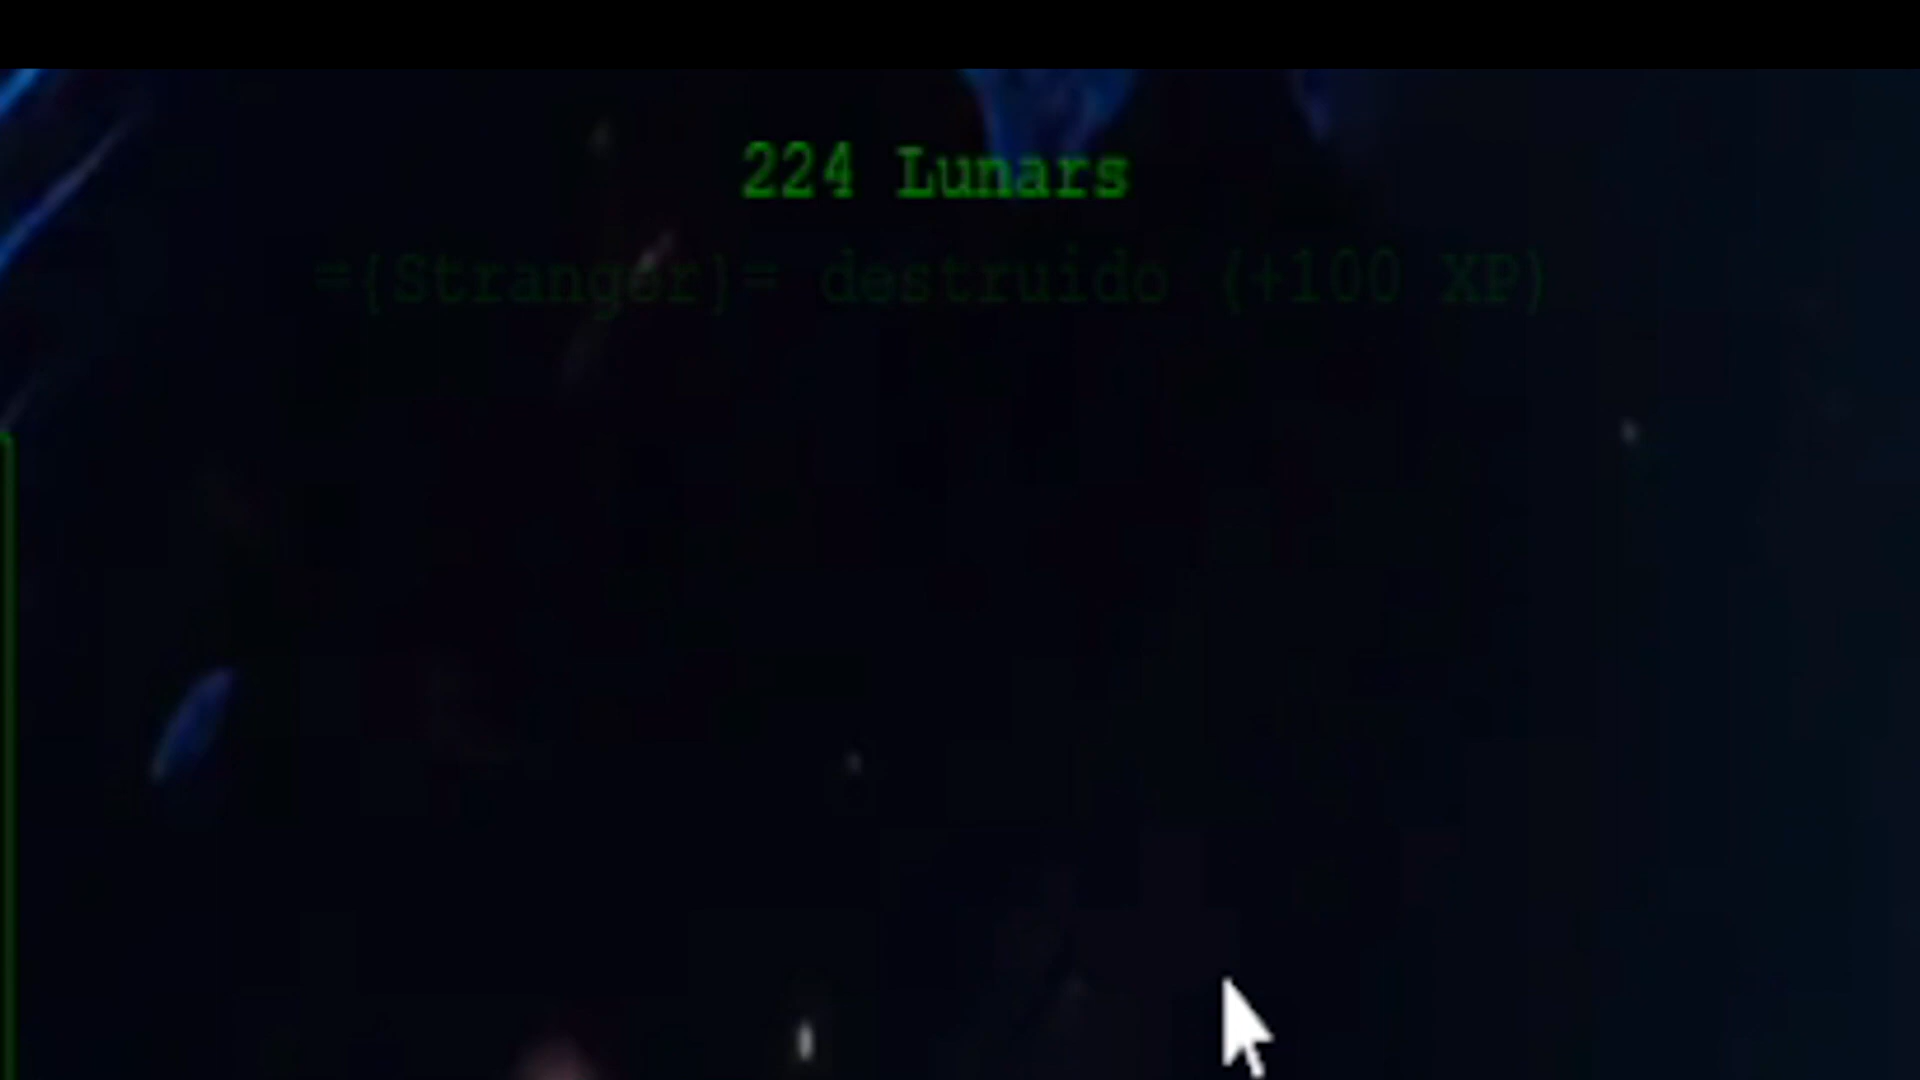 224 Lunars
={Stranger}= destruido (+100 XP)